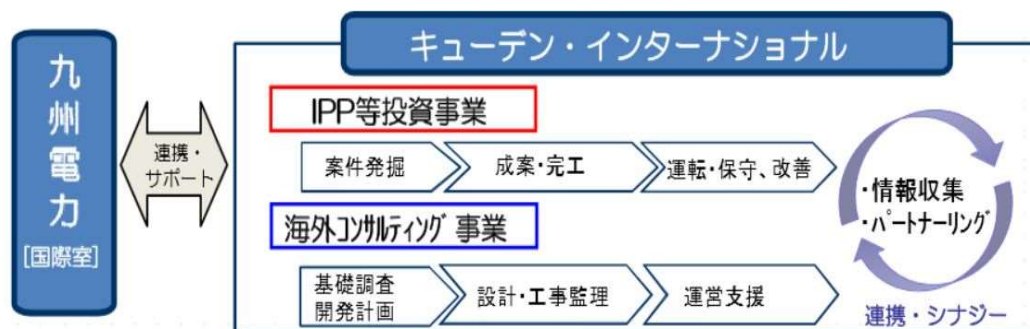 九州電力
[国際室]
連携・
サポート
キューデン・インターナショナル
IPP等投資事業
案件発掘
成案・完工
運転・保守、改善
海外コンサルティング事業
基礎調査
開発計画
設計・工事監理
運営支援
・情報収集
・パートナーリング
連携・シナジー